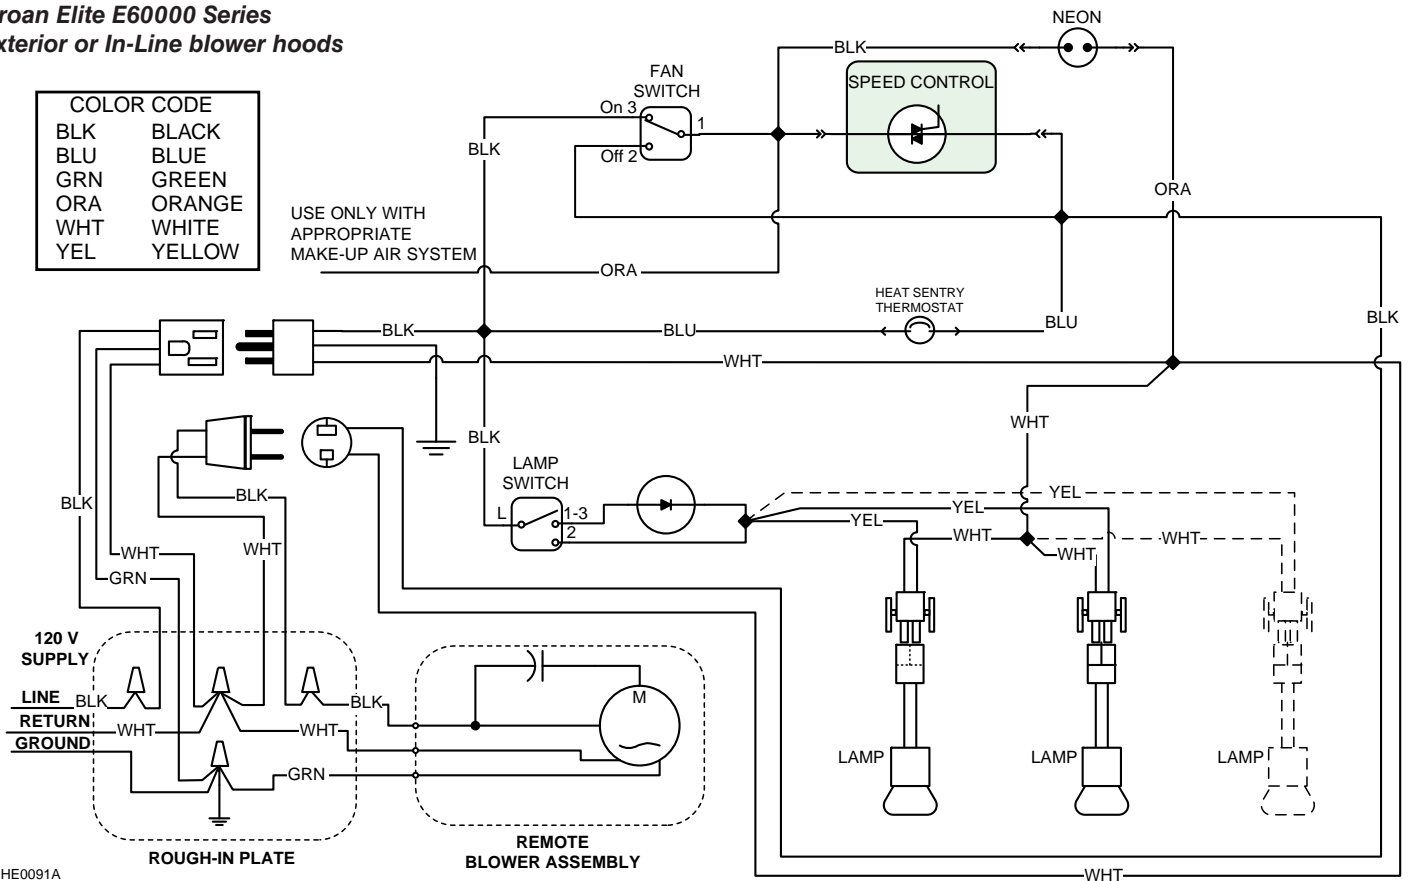 roan Elite E60000 Series
xterior or In-Line blower hoods
COLOR CODE
BLK BLACK
BLU BLUE
GRN GREEN
ORA ORANGE
WHT WHITE
YEL YELLOW
NEON
BLK
SPEED CONTROL
FAN
SWITCH
On 3
1
Off 2
BLK
ORA
USE ONLY WITH
APPROPRIATE
MAKE-UP AIR SYSTEM
ORA
HEAT SENTRY
THERMOSTAT
BLK
BLU
BLU
BLK
WHT
WHT
BLK
LAMP
SWITCH
L
1-3
2
YEL
YEL
YEL
WHT
WHT
WHT
BLK
BLK
WHT
WHT
GRN
120 V
SUPPLY
LINE
BLK
RETURN
WHT
GROUND
BLK
WHT
GRN
M
LAMP
LAMP
LAMP
ROUGH-IN PLATE
REMOTE
BLOWER ASSEMBLY
WHT
HE0091A